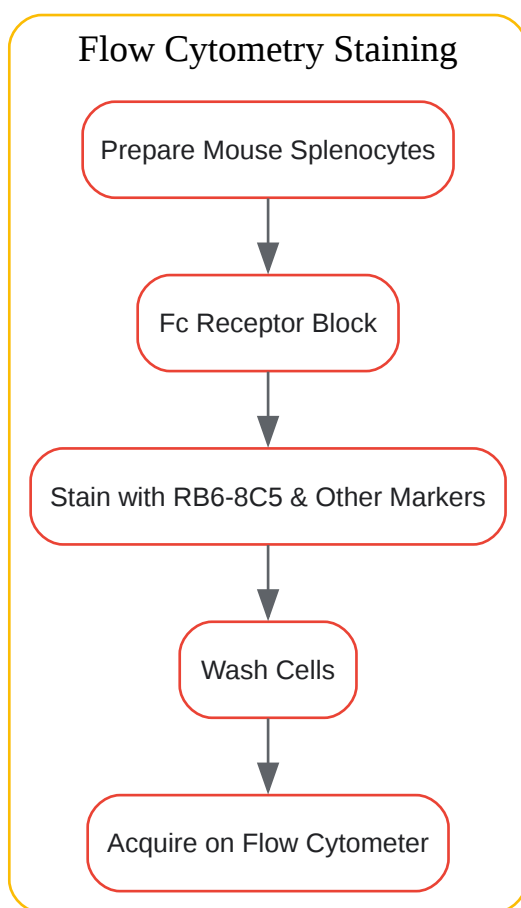 Flow Cytometry Staining
Prepare Mouse Splenocytes
Fc Receptor Block
Stain with RB6-8C5 & Other Markers
Wash Cells
Acquire on Flow Cytometer